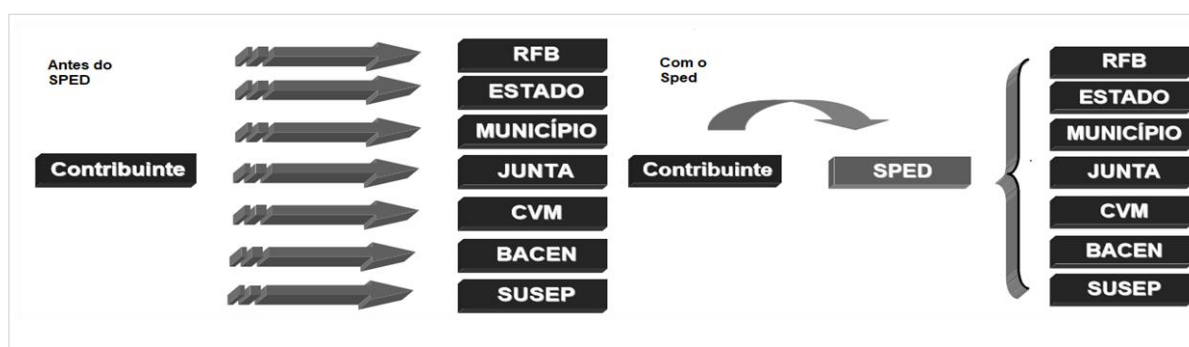 Antes do
SPED
Contribuinte
RFB
ESTADO
MUNICÍPIO
JUNTA
CVM
BACEN
SUSEP
Com o
Sped
Contribuinte
SPED
RFB
ESTADO
MUNICÍPIO
JUNTA
CVM
BACEN
SUSEP